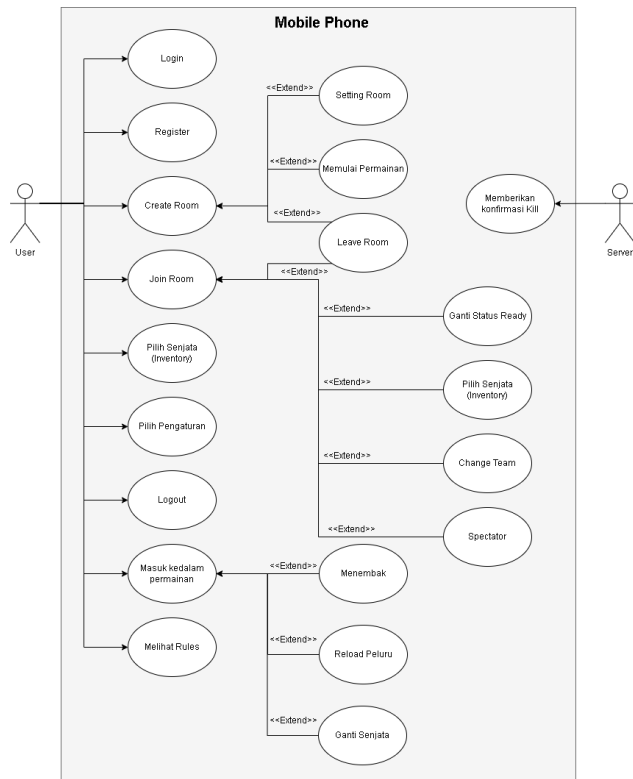 Mobile Phone
Login
<<Extend>>
Setting Room
Register
<<Extend>>
Memulai Permainan
Create Room
<<Extend>>
Leave Room
Memberikan
konfirmasi Kill
User
Server
Join Room
<<Extend>>
<<Extend>>
Ganti Status Ready
Pilih Senjata
(Inventory)
<<Extend>>
Pilih Senjata
(Inventory)
Pilih Pengaturan
<<Extend>>
Change Team
Logout
<<Extend>>
Spectator
Masuk kedalam
permainan
<<Extend>>
Menembak
Melihat Rules
<<Extend>>
Reload Peluru
<<Extend>>
Ganti Senjata